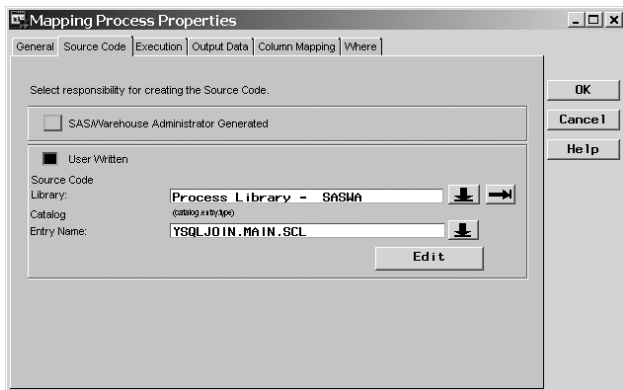 Mapping Process Properties
General Source Code Execution Output Data Column Mapping Where
Select responsibility for creating the Source Code.
OK
SAS/Warehouse Administrator Generated
Cancel
Help
User Written
Source Code
Library: Process Library - SASWA
Catalog (catalog.entry.type)
Entry Name: YSQLJOIN.MAIN.SCL
Edit